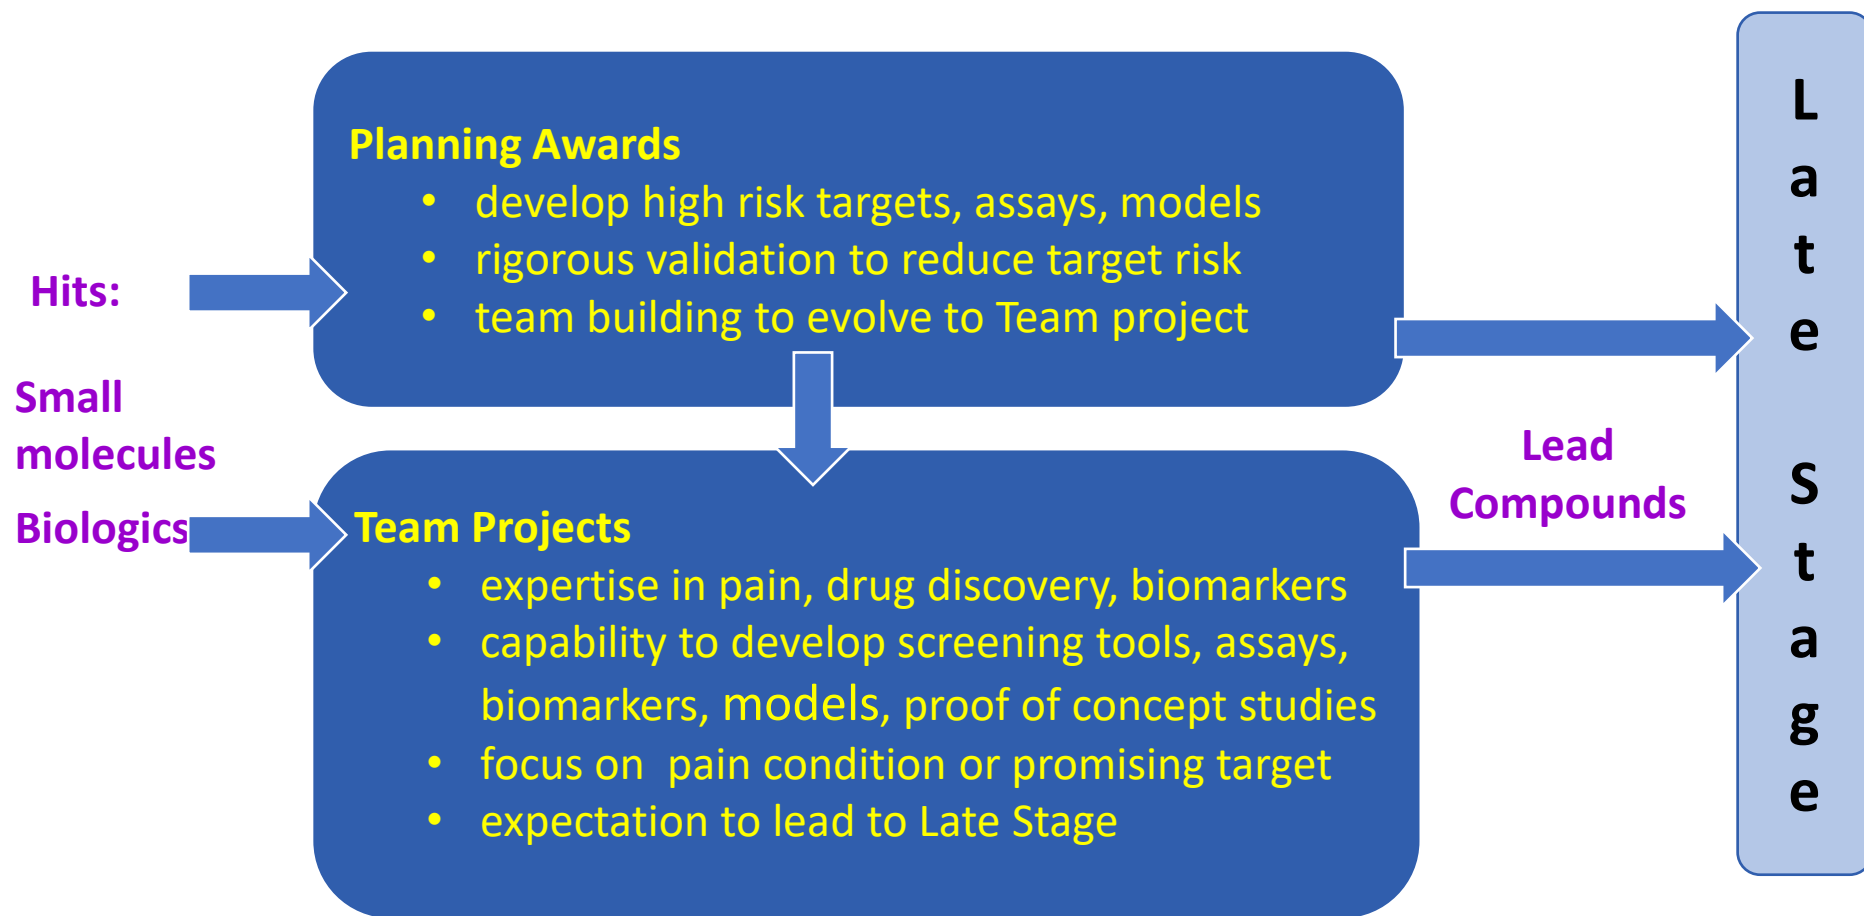 Planning Awards
• develop high risk targets, assays, models
• rigorous validation to reduce target risk
• team building to evolve to Team project
Hits:
Small
molecules
Biologics
Team Projects
• expertise in pain, drug discovery, biomarkers
• capability to develop screening tools, assays,
biomarkers, models, proof of concept studies
• focus on  pain condition or promising target
• expectation to lead to Late Stage
Lead
Compounds
L
a
t
e
S
t
a
g
e